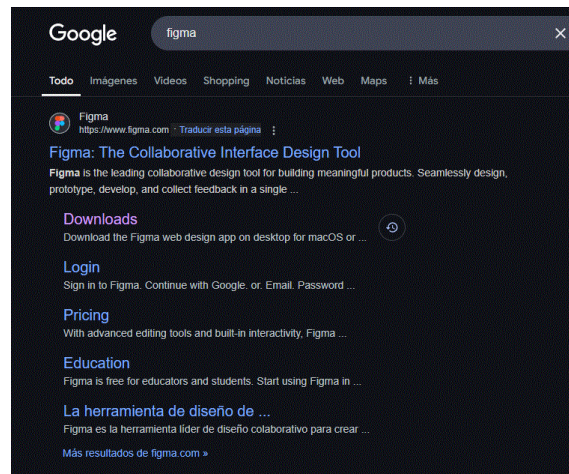 Google
figma
Todo Imágenes Videos Shopping Noticias Web Maps Más
Figma
https://www.figma.com · Traducir esta página
Figma: The Collaborative Interface Design Tool
Figma is the leading collaborative design tool for building meaningful products. Seamlessly design,
prototype, develop, and collect feedback in a single ...
Downloads
Download the Figma web design app on desktop for macOS or ...
Login
Sign in to Figma. Continue with Google. or. Email. Password ...
Pricing
With advanced editing tools and built-in interactivity, Figma ...
Education
Figma is free for educators and students. Start using Figma in ...
La herramienta de diseño de ...
Figma es la herramienta líder de diseño colaborativo para crear ...
Más resultados de figma.com »